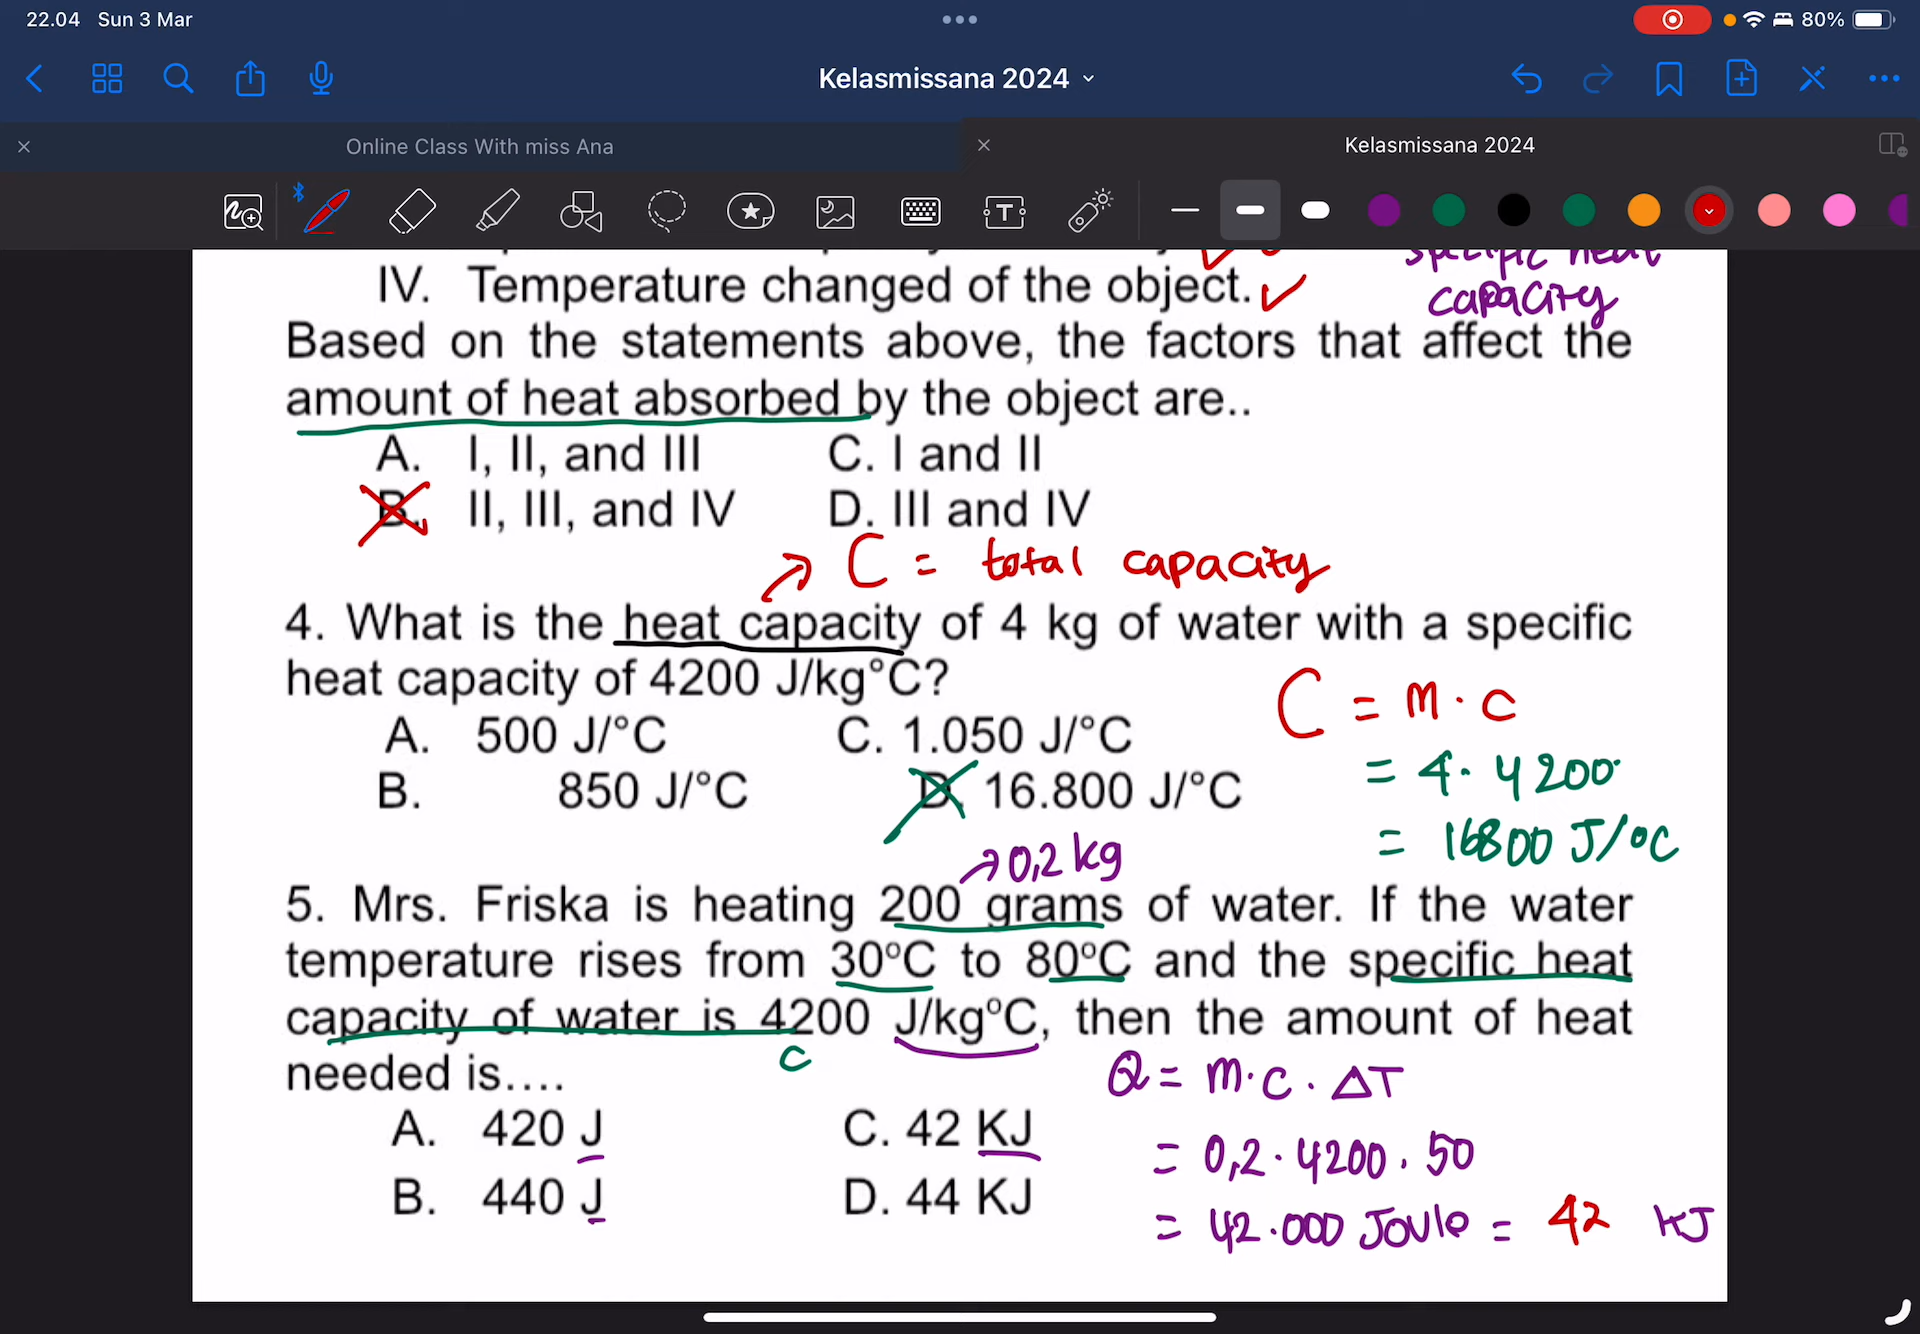 22.04 Sun 3 Mar
80%
Kelasmissana 2024
Online Class With miss Ana
Kelasmissana 2024
specific heat
capacity
IV. Temperature changed of the object.
Based on the statements above, the factors that affect the
amount of heat absorbed by the object are..
A. I, II, and III C. I and II
B. II, III, and IV D. III and IV
C = total capacity
4. What is the heat capacity of 4 kg of water with a specific
heat capacity of 4200 J/kg°C?
A. 500 J/°C C. 1.050 J/°C
B. 850 J/°C D. 16.800 J/°C
C = m . c
= 4 . 4200
= 16800 J/°C
0,2 kg
5. Mrs. Friska is heating 200 grams of water. If the water
temperature rises from 30°C to 80°C and the specific heat
capacity of water is 4200 J/kg°C, then the amount of heat
c
needed is....
A. 420 J C. 42 KJ
B. 440 J D. 44 KJ
Q = m . c . ΔT
= 0,2 . 4200 . 50
= 42.000 Joule = 42 KJ